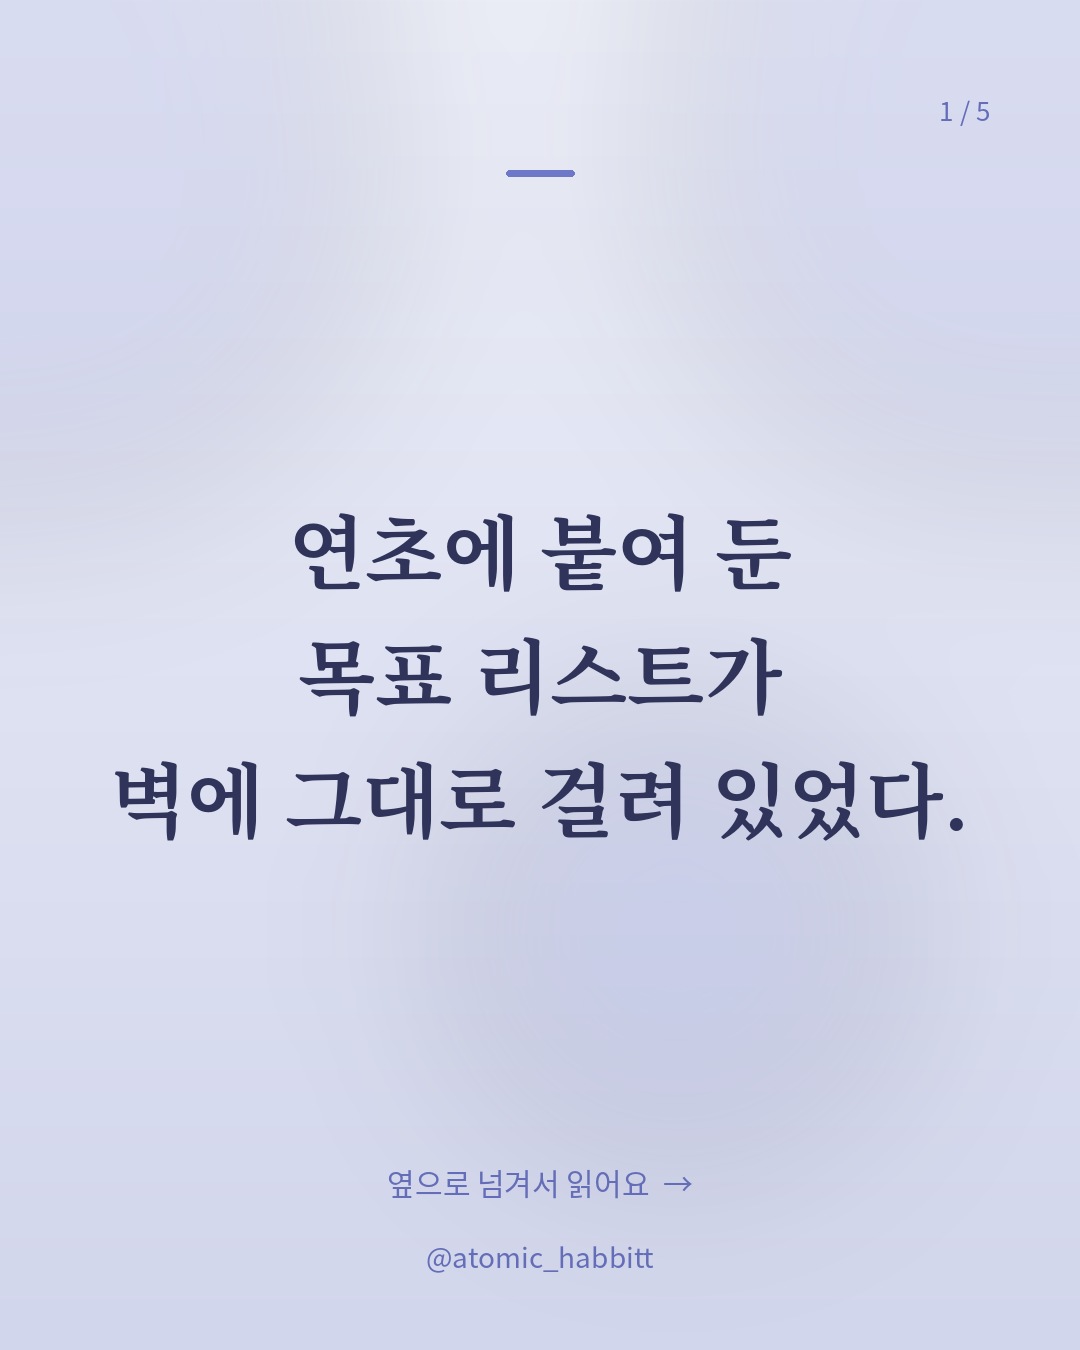 1 / 5
연초에 붙여 둔
목표 리스트가
벽에 그대로 걸려 있었다.
옆으로 넘겨서 읽어요 →
@atomic_habbitt